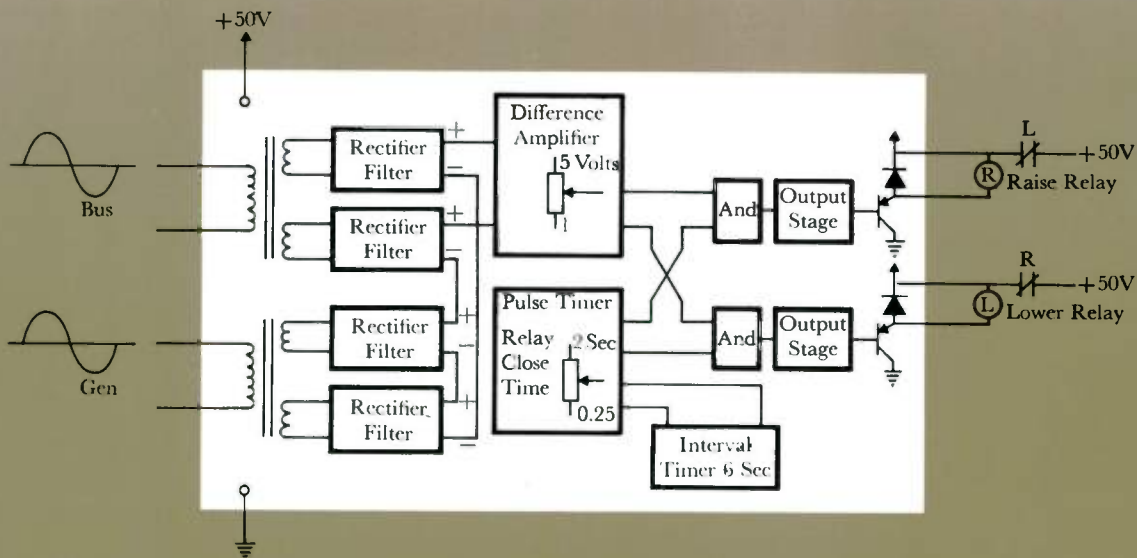 +50V
Bus
Gen
Rectifier
Filter
+
−
Rectifier
Filter
+
−
Rectifier
Filter
+
−
Rectifier
Filter
+
−
Difference
Amplifier
5 Volts
1
Pulse Timer
Relay
Close
Time
2 Sec
0.25
Interval
Timer 6 Sec
And
Output
Stage
And
Output
Stage
L
+50V
R
Raise Relay
R
+50V
L
Lower Relay